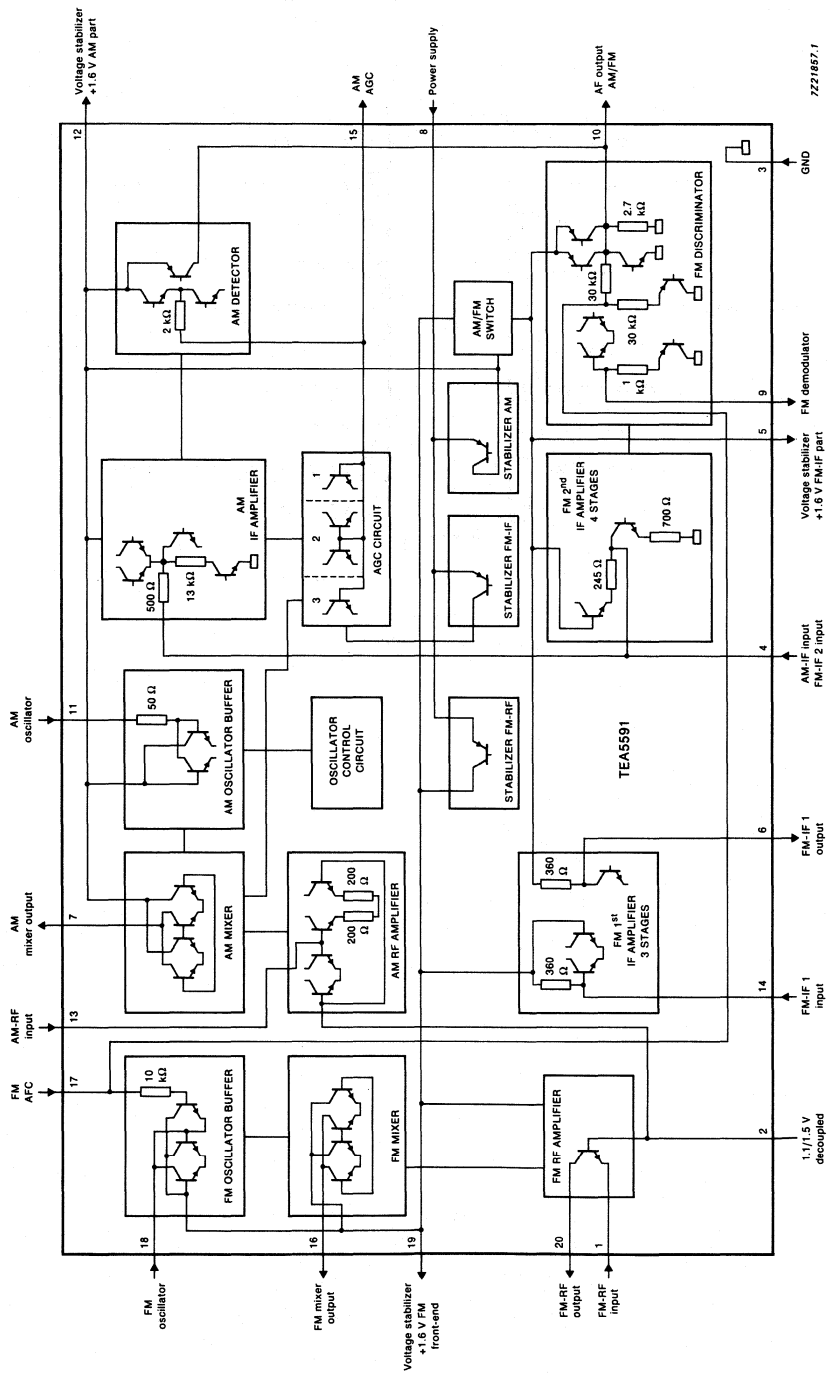 Voltage stabilizer
+1.6 V AM part
AM
AGC
Power supply
AF output
AM/FM
7Z21857.1
12
15
8
10
3
GND
AM DETECTOR
2 kΩ
AM
IF AMPLIFIER
500 Ω
13 kΩ
AGC CIRCUIT
1
2
3
AM/FM
SWITCH
STABILIZER AM
STABILIZER FM-IF
STABILIZER FM-RF
FM DISCRIMINATOR
2.7
kΩ
30 kΩ
30 kΩ
1
kΩ
9
FM demodulator
5
Voltage stabilizer
+1.6 V FM-IF part
FM 2nd
IF AMPLIFIER
4 STAGES
245 Ω
700 Ω
4
AM-IF input
FM-IF 2 input
AM
oscillator
11
50 Ω
AM OSCILLATOR BUFFER
OSCILLATOR
CONTROL
CIRCUIT
TEA5591
AM
mixer output
7
AM MIXER
AM-RF
input
13
200
Ω
200
Ω
AM RF AMPLIFIER
6
FM-IF 1
output
360
Ω
360
Ω
FM 1st
IF AMPLIFIER
3 STAGES
14
FM-IF 1
input
FM
AFC
17
10
kΩ
FM OSCILLATOR BUFFER
FM MIXER
FM RF AMPLIFIER
2
1.1/1.5 V
decoupled
18
FM
oscillator
16
FM mixer
output
19
Voltage stabilizer
+1.6 V FM
front-end
20
FM-RF
output
1
FM-RF
input